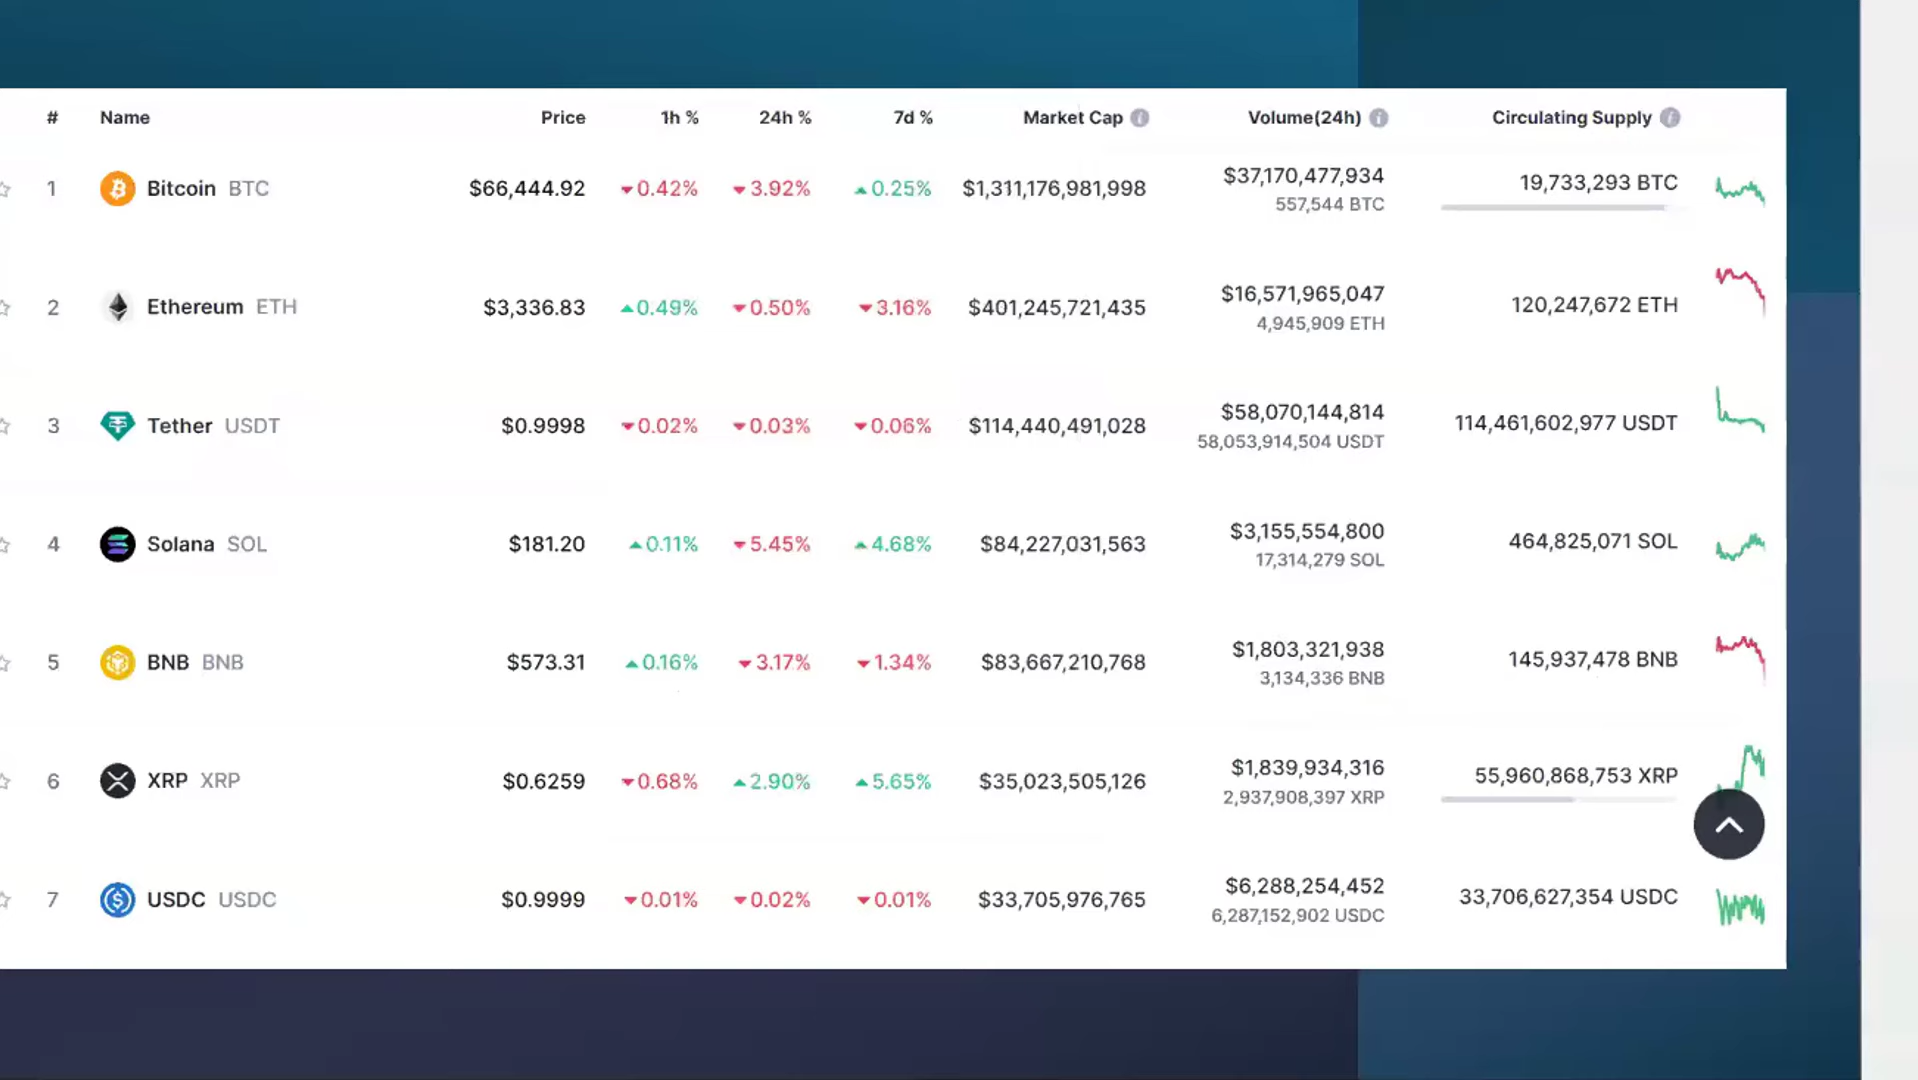 # Name Price 1h % 24h % 7d % Market Cap Volume(24h) Circulating Supply
1 Bitcoin BTC $66,444.92 0.42% 3.92% 0.25% $1,311,176,981,998 $37,170,477,934 19,733,293 BTC
557,544 BTC
2 Ethereum ETH $3,336.83 0.49% 0.50% 3.16% $401,245,721,435 $16,571,965,047 120,247,672 ETH
4,945,909 ETH
3 Tether USDT $0.9998 0.02% 0.03% 0.06% $114,440,491,028 $58,070,144,814 114,461,602,977 USDT
58,053,914,504 USDT
4 Solana SOL $181.20 0.11% 5.45% 4.68% $84,227,031,563 $3,155,554,800 464,825,071 SOL
17,314,279 SOL
5 BNB BNB $573.31 0.16% 3.17% 1.34% $83,667,210,768 $1,803,321,938 145,937,478 BNB
3,134,336 BNB
6 XRP XRP $0.6259 0.68% 2.90% 5.65% $35,023,505,126 $1,839,934,316 55,960,868,753 XRP
2,937,908,397 XRP
7 USDC USDC $0.9999 0.01% 0.02% 0.01% $33,705,976,765 $6,288,254,452 33,706,627,354 USDC
6,287,152,902 USDC